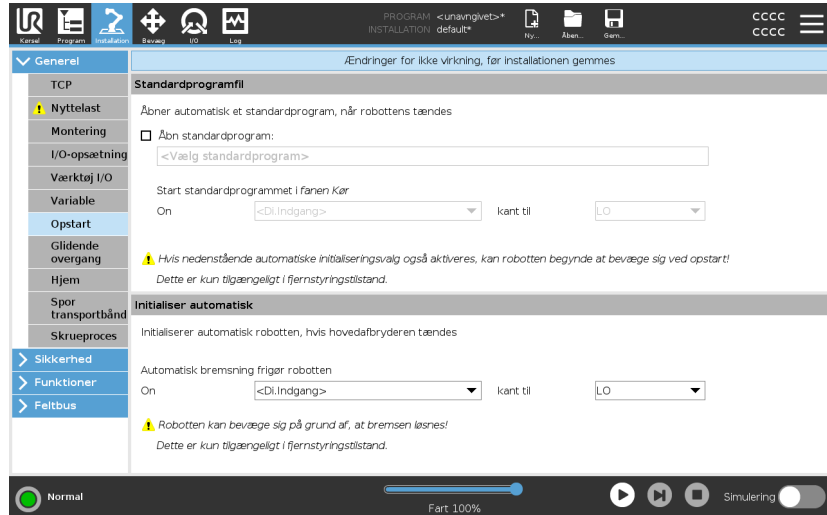 UR
PROGRAM <unavngivet>*
INSTALLATION default*
Kørsel Program Installation Bevæg I/O Log Ny... Åben... Gem...
cccc
cccc
Generel
Ændringer for ikke virkning, før installationen gemmes
TCP
Nyttelast
Montering
I/O-opsætning
Værktøj I/O
Variable
Opstart
Glidende
overgang
Hjem
Spor
transportbånd
Skrueproces
Sikkerhed
Funktioner
Feltbus
Standardprogramfil
Åbner automatisk et standardprogram, når robottens tændes
Åbn standardprogram:
<Vælg standardprogram>
Start standardprogrammet i fanen Kør
On <Di.Indgang> kant til LO
Hvis nedenstående automatiske initialiseringsvalg også aktiveres, kan robotten begynde at bevæge sig ved opstart!
Dette er kun tilgængeligt i fjernstyringstilstand.
Initialiser automatisk
Initialiserer automatisk robotten, hvis hovedafbryderen tændes
Automatisk bremsning frigør robotten
On <Di.Indgang> kant til LO
Robotten kan bevæge sig på grund af, at bremsen løsnes!
Dette er kun tilgængeligt i fjernstyringstilstand.
Normal
Fart 100%
Simulering